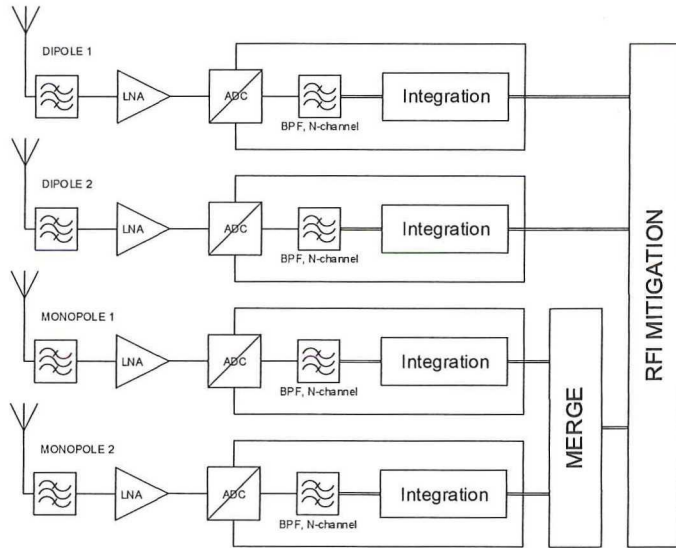 DIPOLE 1
LNA
ADC
Integration
BPF, N-channel
DIPOLE 2
LNA
ADC
Integration
BPF, N-channel
MONOPOLE 1
LNA
ADC
Integration
BPF, N-channel
MONOPOLE 2
LNA
ADC
Integration
BPF, N-channel
MERGE
RFI MITIGATION